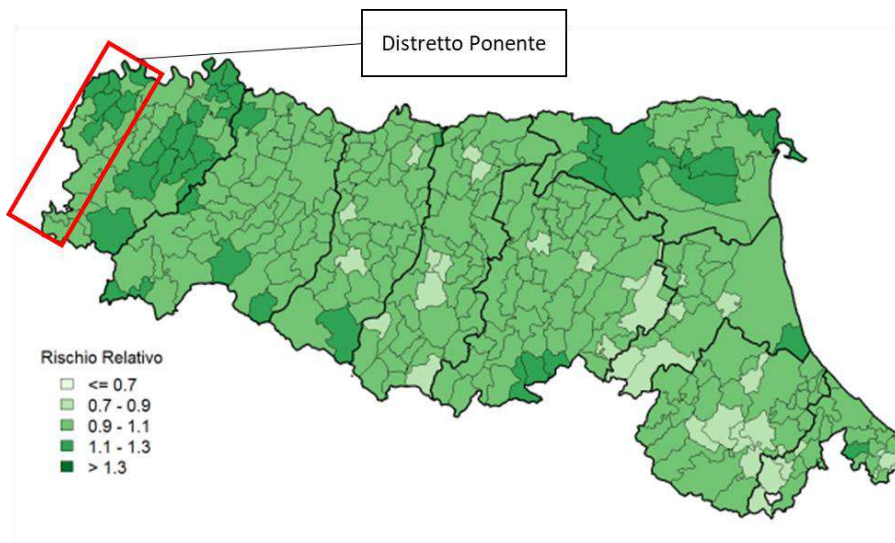 Distretto Ponente
Rischio Relativo
<= 0.7
0.7 - 0.9
0.9 - 1.1
1.1 - 1.3
> 1.3